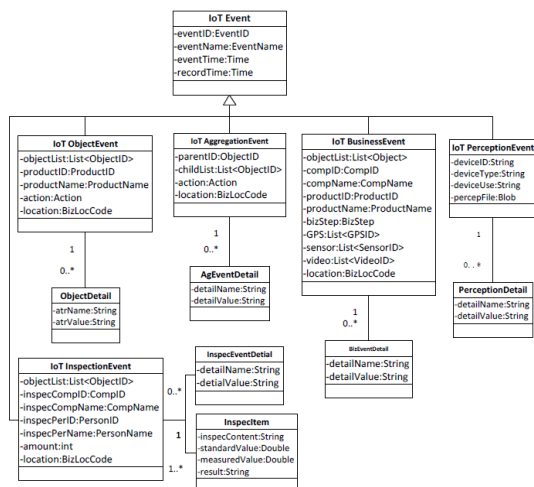 IoT Event
-eventID:EventID
-eventName:EventName
-eventTime:Time
-recordTime:Time
IoT ObjectEvent
-objectList:List<ObjectID>
-productID:ProductID
-productName:ProductName
-action:Action
-location:BizLocCode
1
0..*
ObjectDetail
-atrName:String
-atrValue:String
IoT AggregationEvent
-parentID:ObjectID
-childList:List<ObjectID>
-action:Action
-location:BizLocCode
1
0..*
AgEventDetail
-detailName:String
-detailValue:String
IoT BusinessEvent
-objectList:List<Object>
-compID:CompID
-compName:CompName
-productID:ProductID
-productName:ProductName
-bizStep:BizStep
-GPS:List<GPSID>
-sensor:List<SensorID>
-video:List<VideoID>
-location:BizLocCode
1
0..*
BizEventDetail
-detailName:String
-detailValue:String
IoT PerceptionEvent
-deviceID:String
-deviceType:String
-deviceUse:String
-percepFile:Blob
1
0..*
PerceptionDetail
-detailName:String
-detailValue:String
IoT InspectionEvent
-objectList:List<ObjectID>
-inspecCompID:CompID
-inspecCompName:CompName
-inspecPerID:PersonID
-inspecPerName:PersonName
-amount:int
-location:BizLocCode
0..*
1
1..*
InspecEventDetial
-detailName:String
-detialValue:String
InspecItem
-inspecContent:String
-standardValue:Double
-measuredValue:Double
-result:String